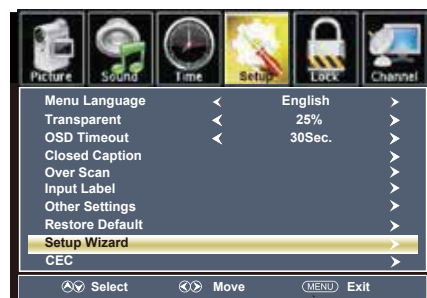 Picture Sound Time Setup Lock Channel
Menu Language English
Transparent 25%
OSD Timeout 30Sec.
Closed Caption
Over Scan
Input Label
Other Settings
Restore Default
Setup Wizard
CEC
Select Move MENU Exit